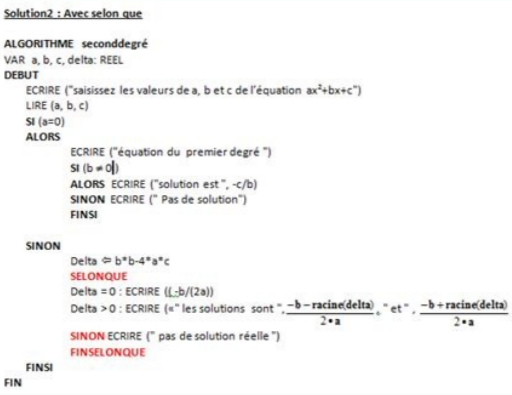 Solution2 : Avec selon que
ALGORITHME seconddegré
VAR a, b, c, delta: REEL
DEBUT
ECRIRE ("saisissez les valeurs de a, b et c de l'équation ax²+bx+c")
LIRE (a, b, c)
SI (a=0)
ALORS
ECRIRE ("équation du premier degré ")
SI (b ≠ 0)
ALORS ECRIRE ("solution est ", -c/b)
SINON ECRIRE (" Pas de solution")
FINSI
SINON
Delta ⇦ b*b-4*a*c
SELONQUE
Delta = 0 : ECRIRE ((-b/(2a))
Delta > 0 : ECRIRE («" les solutions sont ", (−b − racine(delta))/(2•a) , " et " , (−b + racine(delta))/(2•a)
SINON ECRIRE (" pas de solution réelle ")
FINSELONQUE
FINSI
FIN